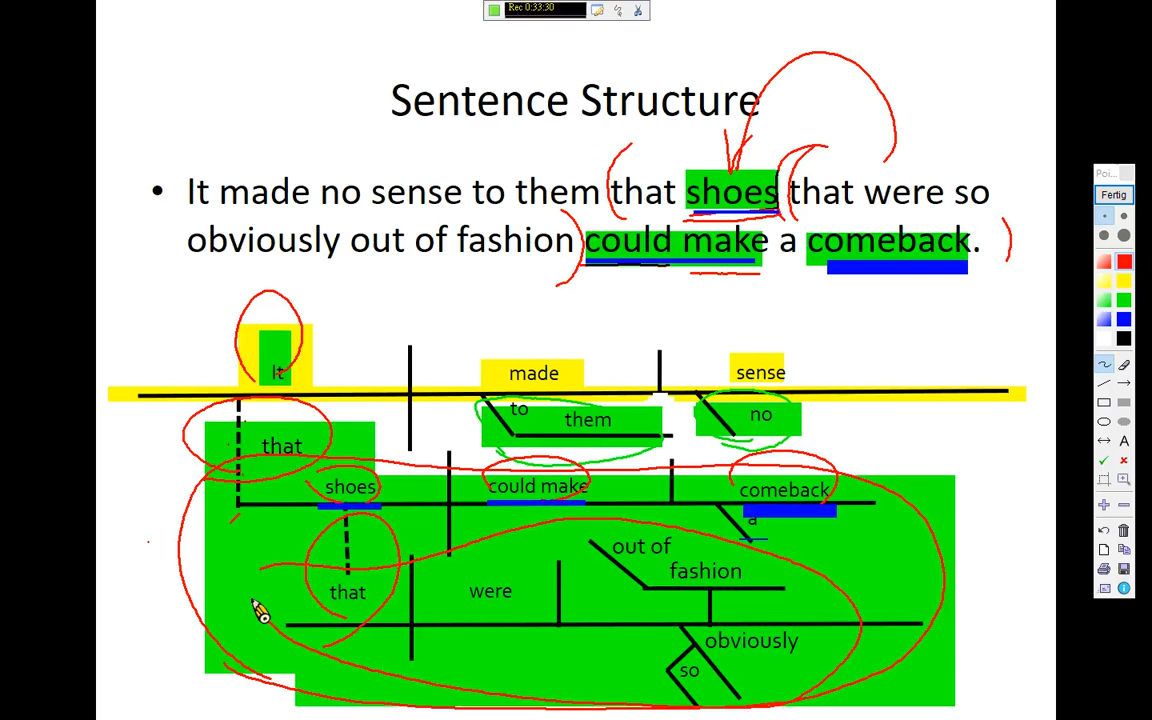 Rec 0:33:30
Poi...
Fertig
Sentence Structure
• It made no sense to them that shoes that were so
obviously out of fashion could make a comeback.
It made sense
to them no
that
shoes could make comeback
a
out of
fashion
that were
obviously
so
A